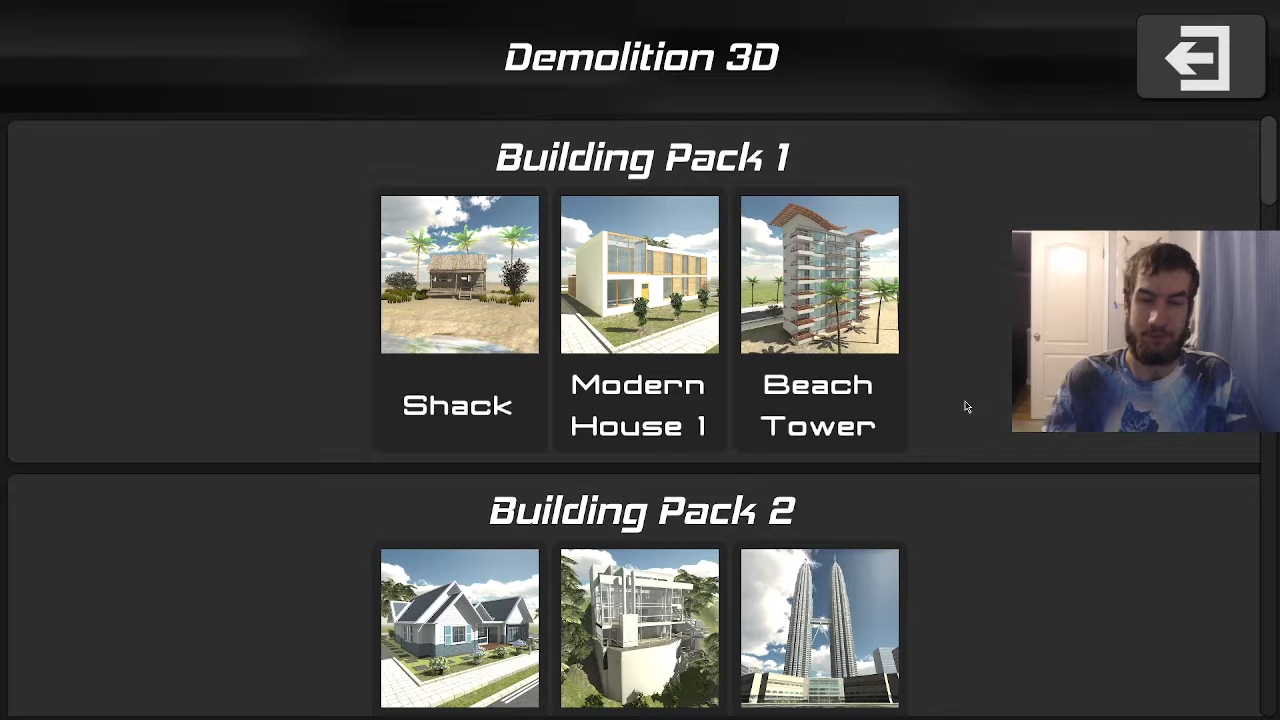 Demolition 3D
Building Pack 1
Shack
Modern
House 1
Beach
Tower
Building Pack 2